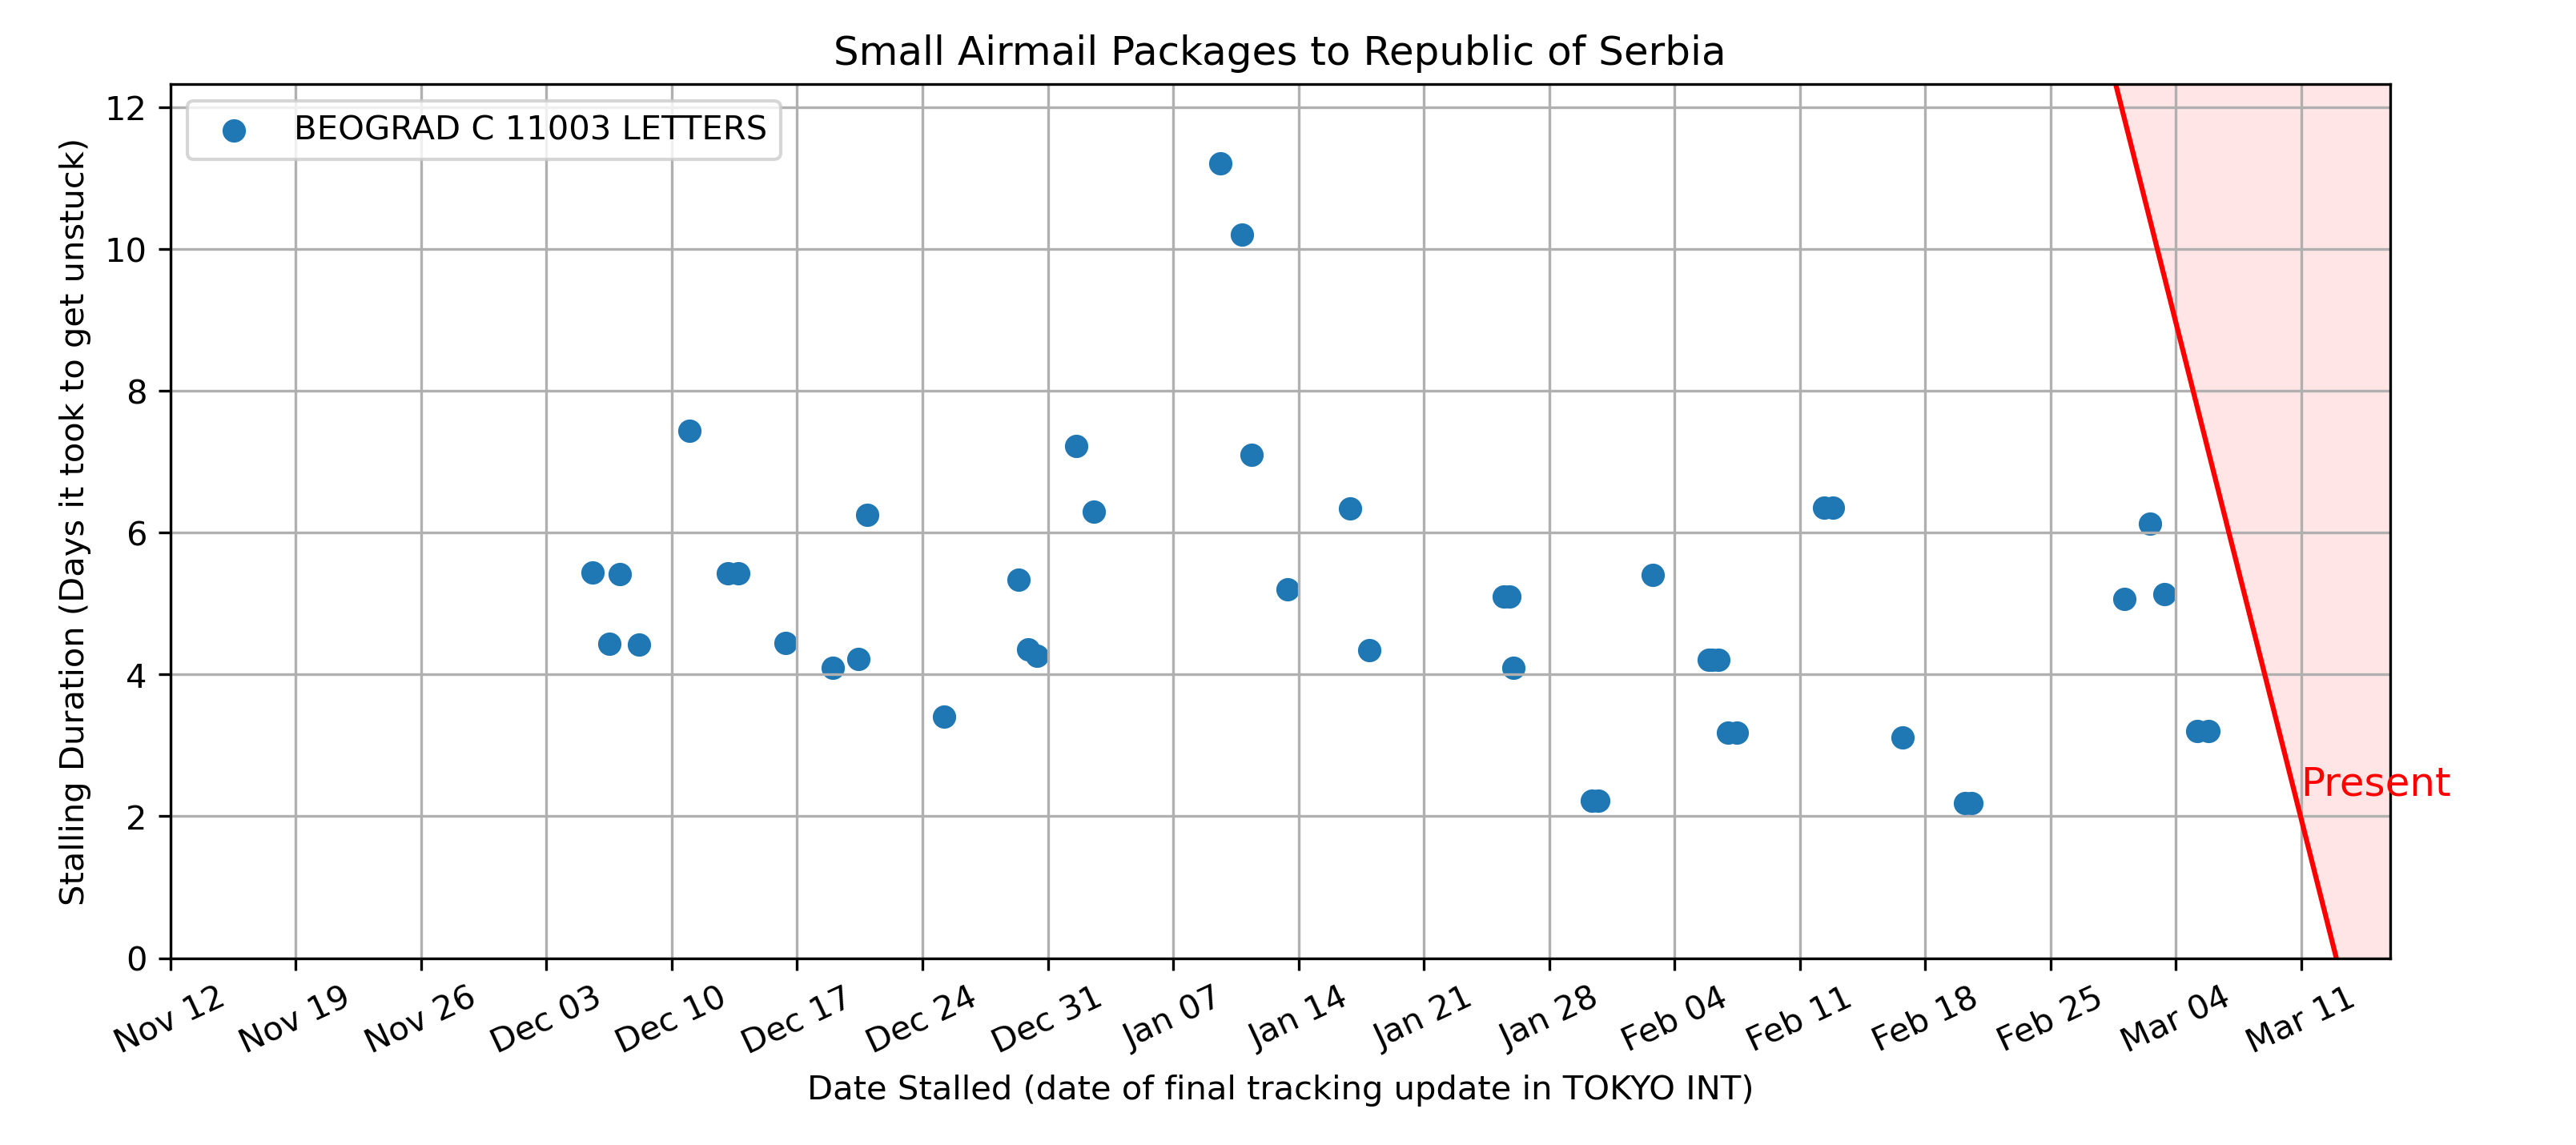 Small Airmail Packages to Republic of Serbia
BEOGRAD C 11003 LETTERS
Stalling Duration (Days it took to get unstuck)
12
10
8
6
4
2
0
Present
Nov 12 Nov 19 Nov 26 Dec 03 Dec 10 Dec 17 Dec 24 Dec 31 Jan 07 Jan 14 Jan 21 Jan 28 Feb 04 Feb 11 Feb 18 Feb 25 Mar 04 Mar 11
Date Stalled (date of final tracking update in TOKYO INT)